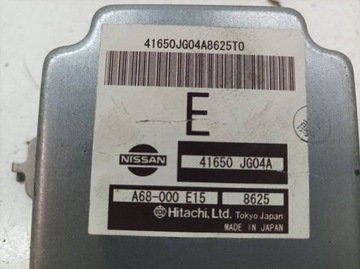 41650JG04A8625T0
E
NISSAN
41650 JG04A
A68-000 E15 8625
Hitachi, Ltd. Tokyo Japan
MADE IN JAPAN